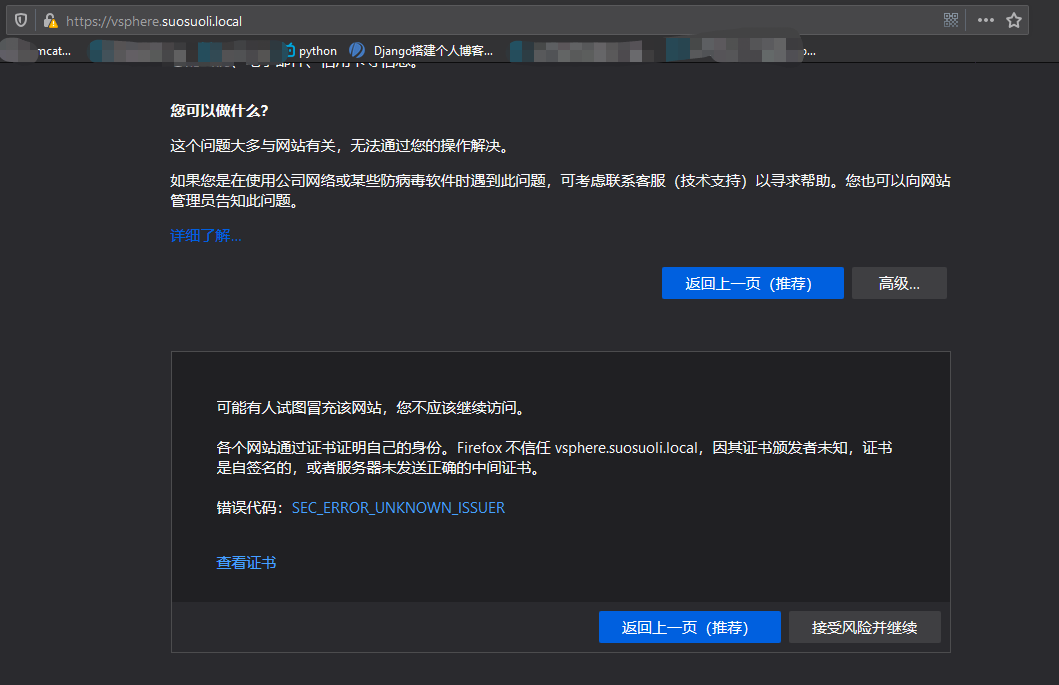 https://vsphere.suosuoli.local
mcat... python Django搭建个人博客...
您可以做什么？
这个问题大多与网站有关，无法通过您的操作解决。
如果您是在使用公司网络或某些防病毒软件时遇到此问题，可考虑联系客服（技术支持）以寻求帮助。您也可以向网站
管理员告知此问题。
详细了解...
返回上一页（推荐） 高级...
可能有人试图冒充该网站，您不应该继续访问。
各个网站通过证书证明自己的身份。Firefox 不信任 vsphere.suosuoli.local，因其证书颁发者未知，证书
是自签名的，或者服务器未发送正确的中间证书。
错误代码：SEC_ERROR_UNKNOWN_ISSUER
查看证书
返回上一页（推荐） 接受风险并继续